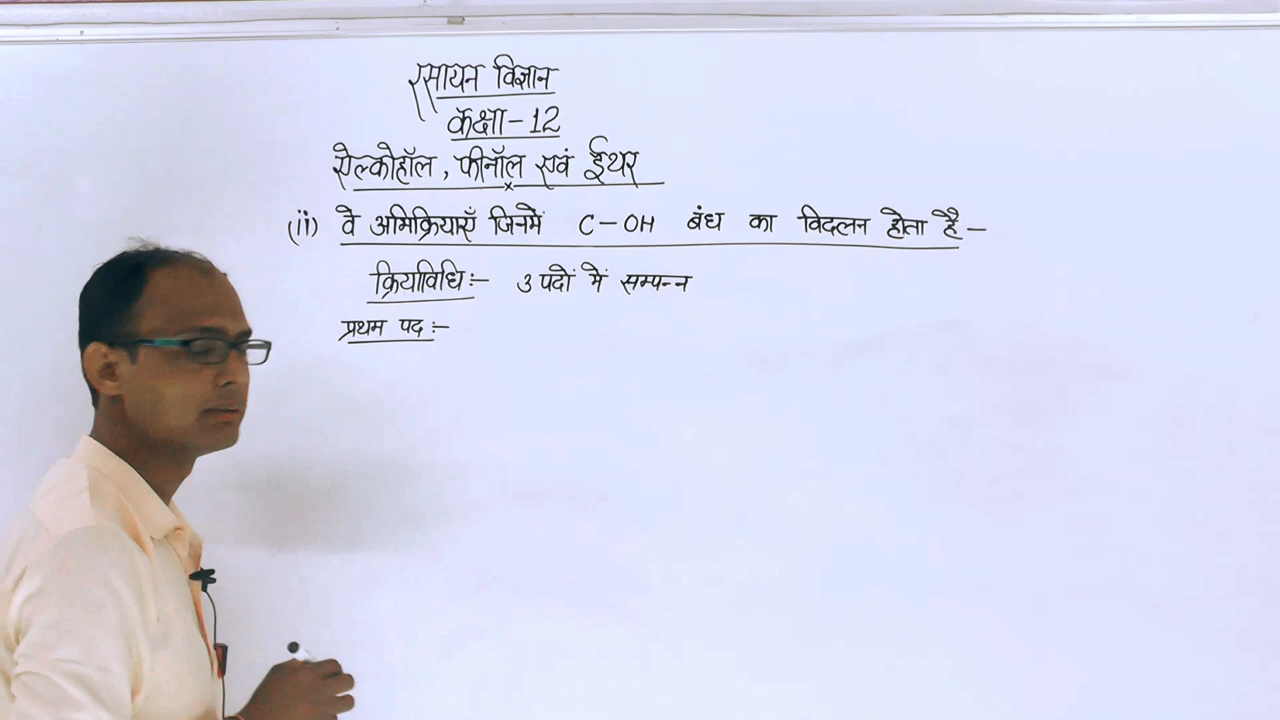 रसायन विज्ञान
कक्षा - 12
ऐल्कोहॉल, फीनॉल एवं ईथर
(ii) वे अभिक्रियाएँ जिनमें C-OH बंध का विदलन होता है -
क्रियाविधि :- 3 पदों में सम्पन्न
प्रथम पद :-